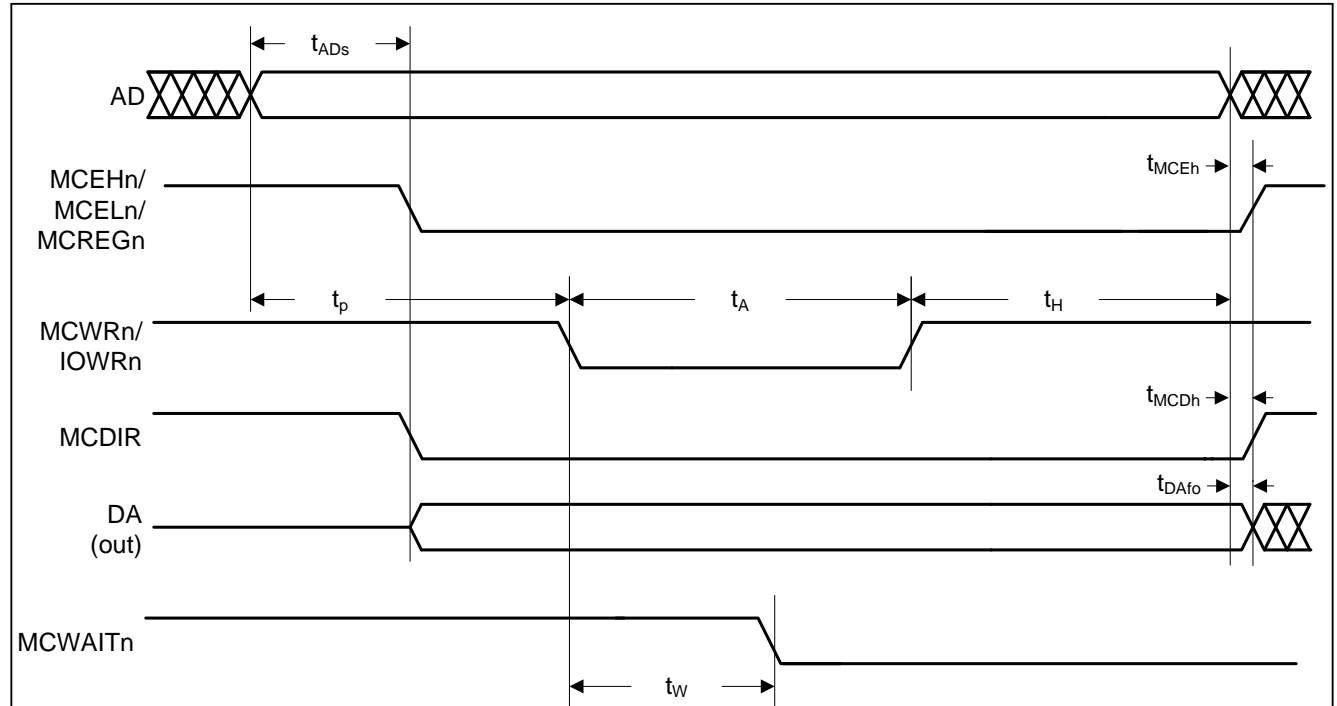 tADs
AD
tMCEh
MCEHn/
MCELn/
MCREGn
tp
tA
tH
MCWRn/
IOWRn
tMCDh
MCDIR
tDAfo
DA
(out)
MCWAITn
tW